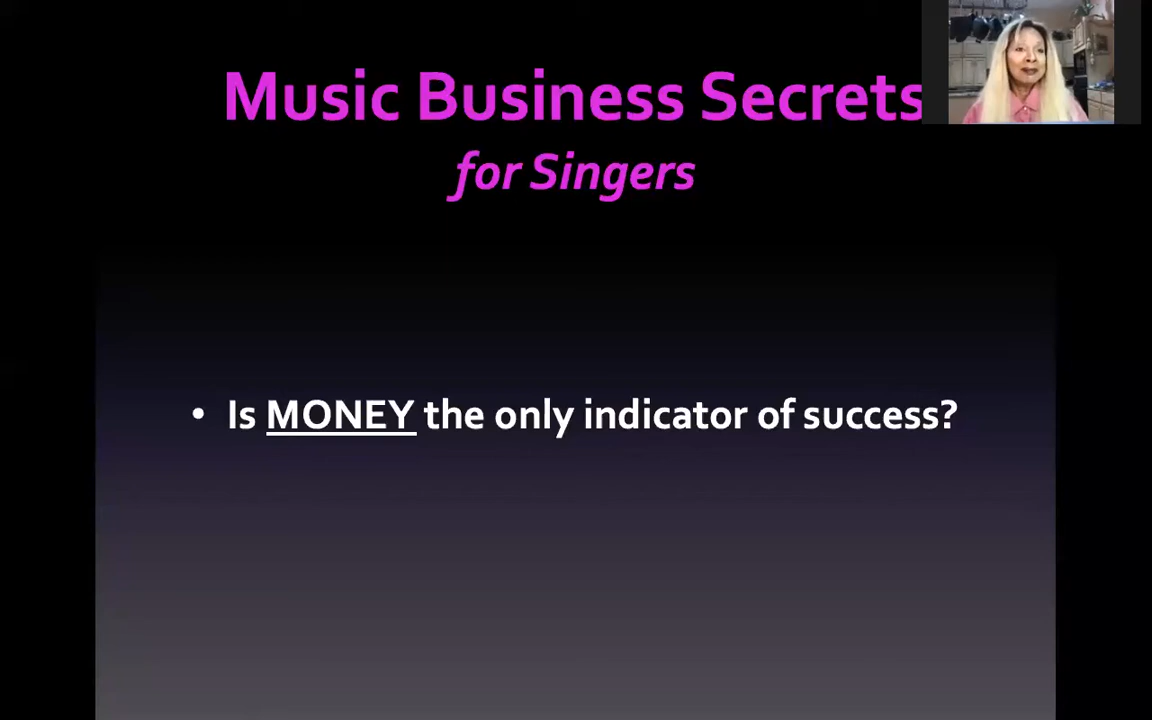 Music Business Secrets
for Singers
• Is MONEY the only indicator of success?